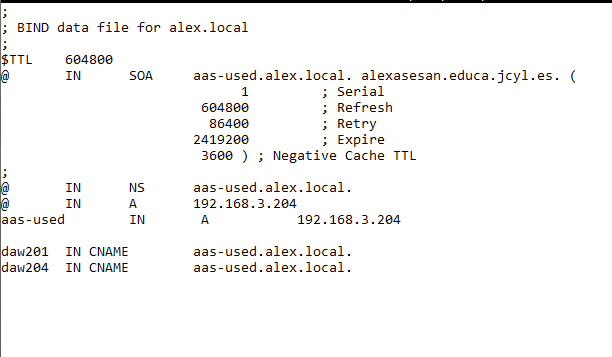 ;
; BIND data file for alex.local
;
$TTL    604800
@       IN      SOA     aas-used.alex.local. alexasesan.educa.jcyl.es. (
                              1         ; Serial
                         604800         ; Refresh
                          86400         ; Retry
                        2419200         ; Expire
                         3600 ) ; Negative Cache TTL
;
@       IN      NS      aas-used.alex.local.
@       IN      A       192.168.3.204
aas-used        IN       A           192.168.3.204

daw201  IN CNAME        aas-used.alex.local.
daw204  IN CNAME        aas-used.alex.local.